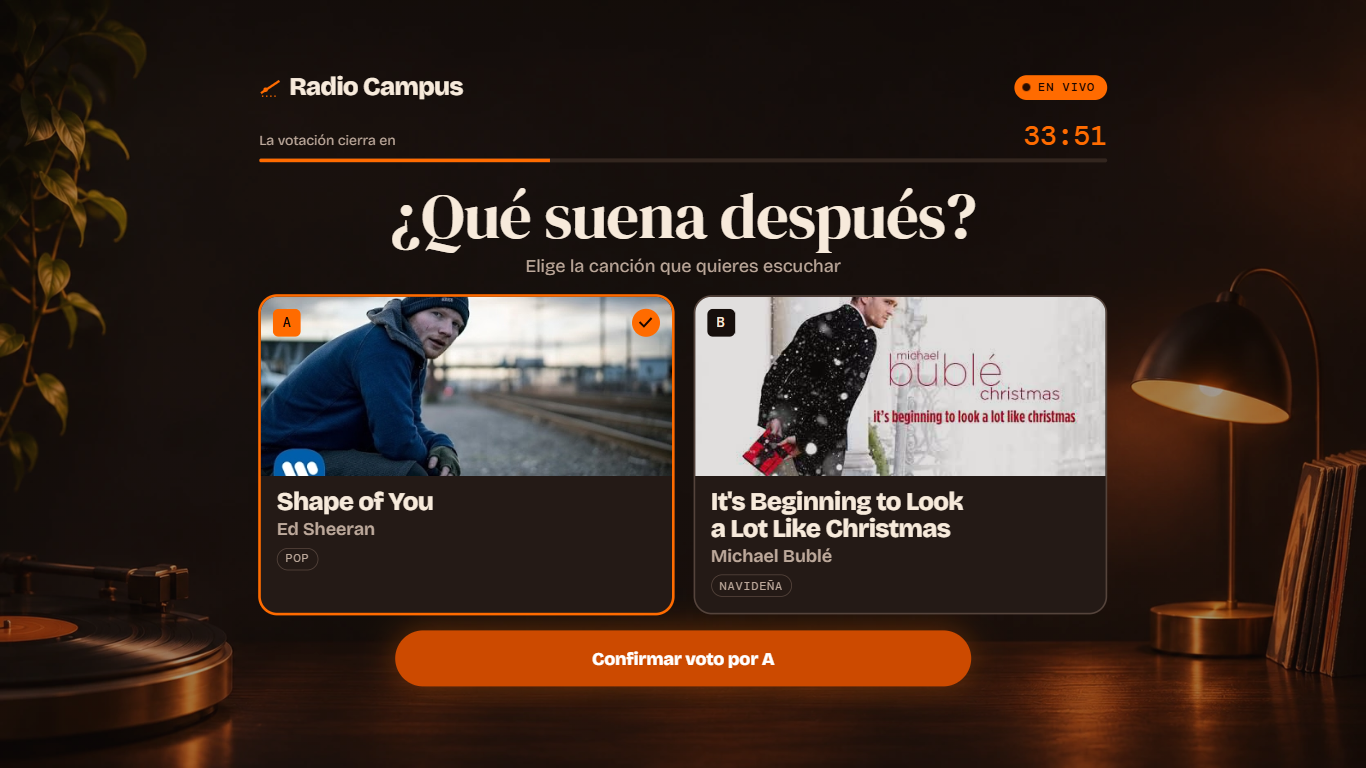 Radio Campus
EN VIVO
La votación cierra en
33:51
¿Qué suena después?
Elige la canción que quieres escuchar
A
Shape of You
Ed Sheeran
POP
B
michael
bublé
christmas
it's beginning to look a lot like christmas
It's Beginning to Look
a Lot Like Christmas
Michael Bublé
NAVIDEÑA
Confirmar voto por A